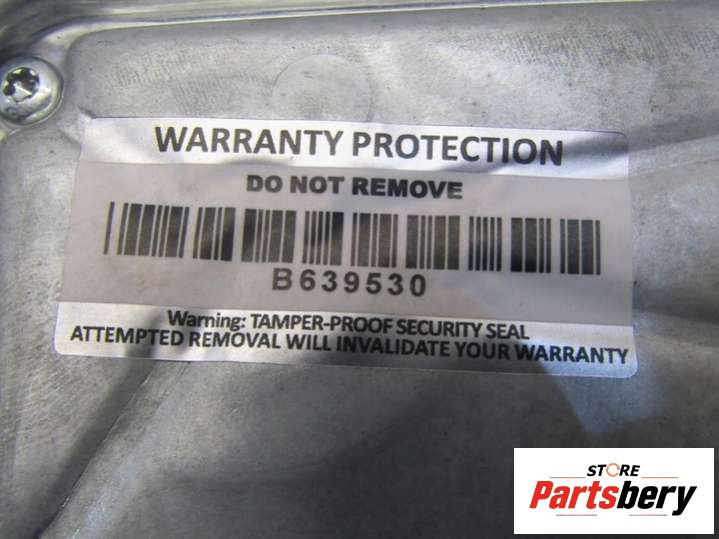 WARRANTY PROTECTION
DO NOT REMOVE
B639530
Warning: TAMPER-PROOF SECURITY SEAL
ATTEMPTED REMOVAL WILL INVALIDATE YOUR WARRANTY
STORE
Partsbery